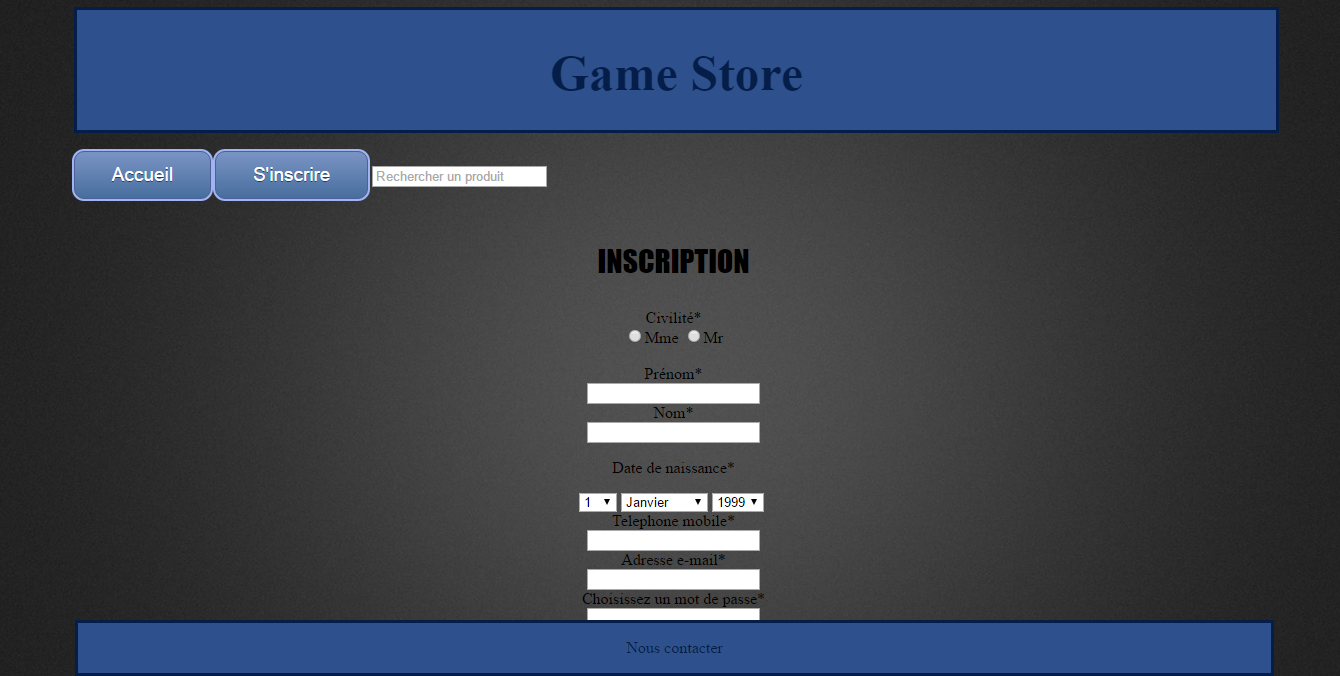 Game Store
Accueil S'inscrire Rechercher un produit
INSCRIPTION
Civilité*
Mme Mr
Prénom*
Nom*
Date de naissance*
1 Janvier 1999
Telephone mobile*
Adresse e-mail*
Choisissez un mot de passe*
Nous contacter